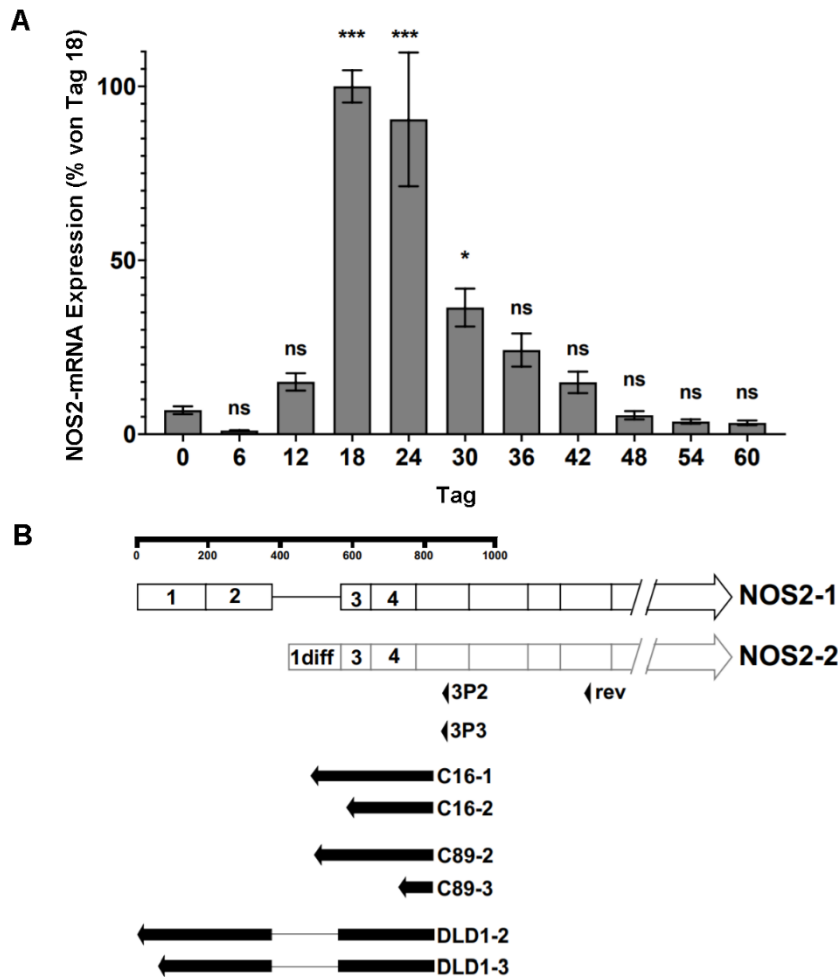 A
NOS2-mRNA Expression (% von Tag 18)
100
50
0
ns
ns
***
***
*
ns
ns
ns
ns
ns
0 6 12 18 24 30 36 42 48 54 60
Tag
B
0 200 400 600 800 1000
1 2 3 4 NOS2-1
1diff 3 4 NOS2-2
3P2 rev
3P3
C16-1
C16-2
C89-2
C89-3
DLD1-2
DLD1-3